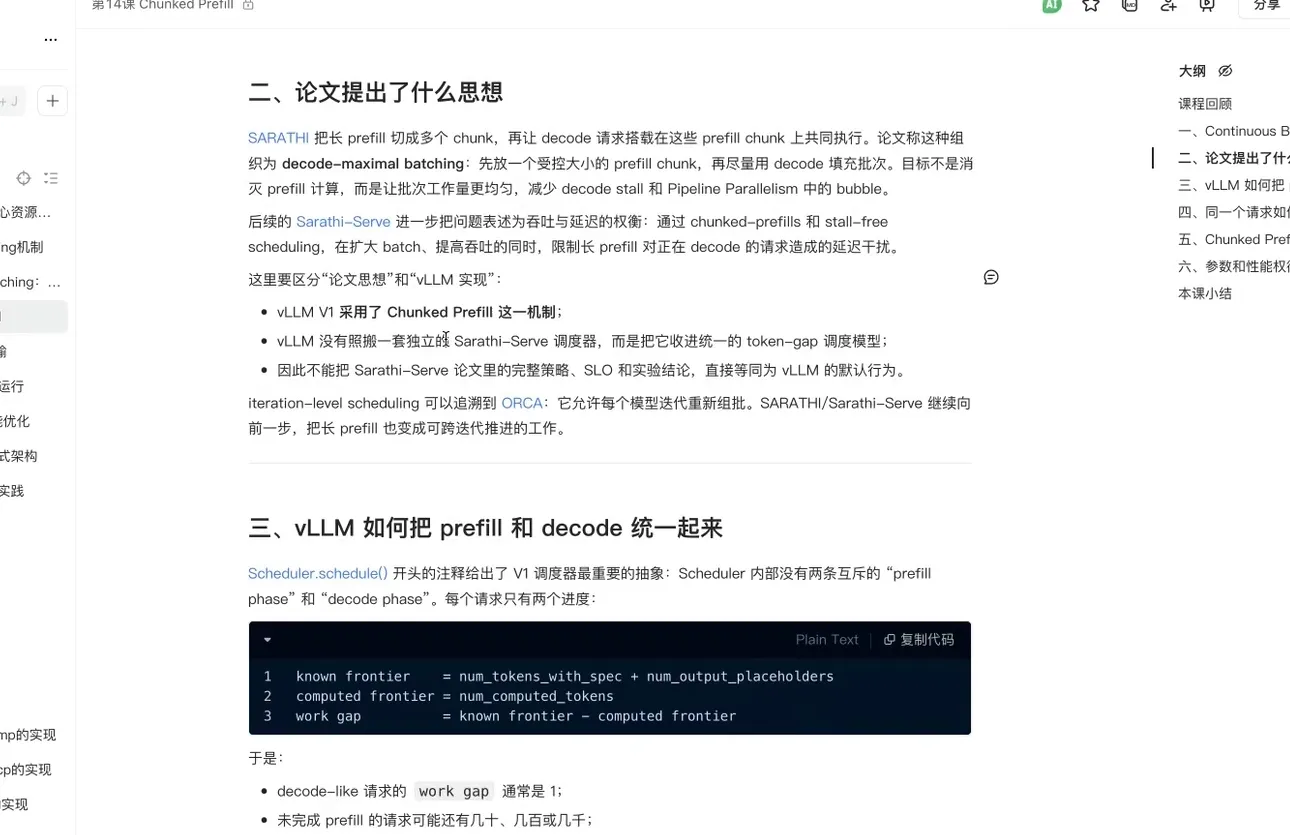 第14课 Chunked Prefill
分享
+ J
心资源...
ng机制
ching: ...
输
运行
能优化
式架构
实践
mp的实现
cp的实现
实现
二、论文提出了什么思想
SARATHI 把长 prefill 切成多个 chunk，再让 decode 请求搭载在这些 prefill chunk 上共同执行。论文称这种组
织为 decode-maximal batching：先放一个受控大小的 prefill chunk，再尽量用 decode 填充批次。目标不是消
灭 prefill 计算，而是让批次工作量更均匀，减少 decode stall 和 Pipeline Parallelism 中的 bubble。
后续的 Sarathi-Serve 进一步把问题表述为吞吐与延迟的权衡：通过 chunked-prefills 和 stall-free
scheduling，在扩大 batch、提高吞吐的同时，限制长 prefill 对正在 decode 的请求造成的延迟干扰。
这里要区分“论文思想”和“vLLM 实现”：
• vLLM V1 采用了 Chunked Prefill 这一机制；
• vLLM 没有照搬一套独立的 Sarathi-Serve 调度器，而是把它收进统一的 token-gap 调度模型；
• 因此不能把 Sarathi-Serve 论文里的完整策略、SLO 和实验结论，直接等同为 vLLM 的默认行为。
iteration-level scheduling 可以追溯到 ORCA：它允许每个模型迭代重新组批。SARATHI/Sarathi-Serve 继续向
前一步，把长 prefill 也变成可跨迭代推进的工作。
三、vLLM 如何把 prefill 和 decode 统一起来
Scheduler.schedule() 开头的注释给出了 V1 调度器最重要的抽象：Scheduler 内部没有两条互斥的 “prefill
phase” 和 “decode phase”。每个请求只有两个进度：
Plain Text 复制代码
1 known frontier = num_tokens_with_spec + num_output_placeholders
2 computed frontier = num_computed_tokens
3 work gap = known frontier - computed frontier
于是：
• decode-like 请求的 work gap 通常是 1；
• 未完成 prefill 的请求可能还有几十、几百或几千；
大纲
课程回顾
一、Continuous B
二、论文提出了什么
三、vLLM 如何把
四、同一个请求如
五、Chunked Pref
六、参数和性能权
本课小结